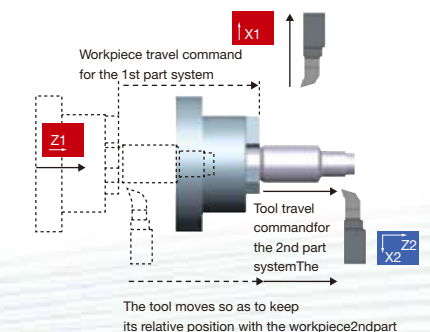 X1
Workpiece travel command
for the 1st part system
Z1
Tool travel
commandfor
the 2nd part
systemThe
Z2
X2
The tool moves so as to keep
its relative position with the workpiece2ndpart